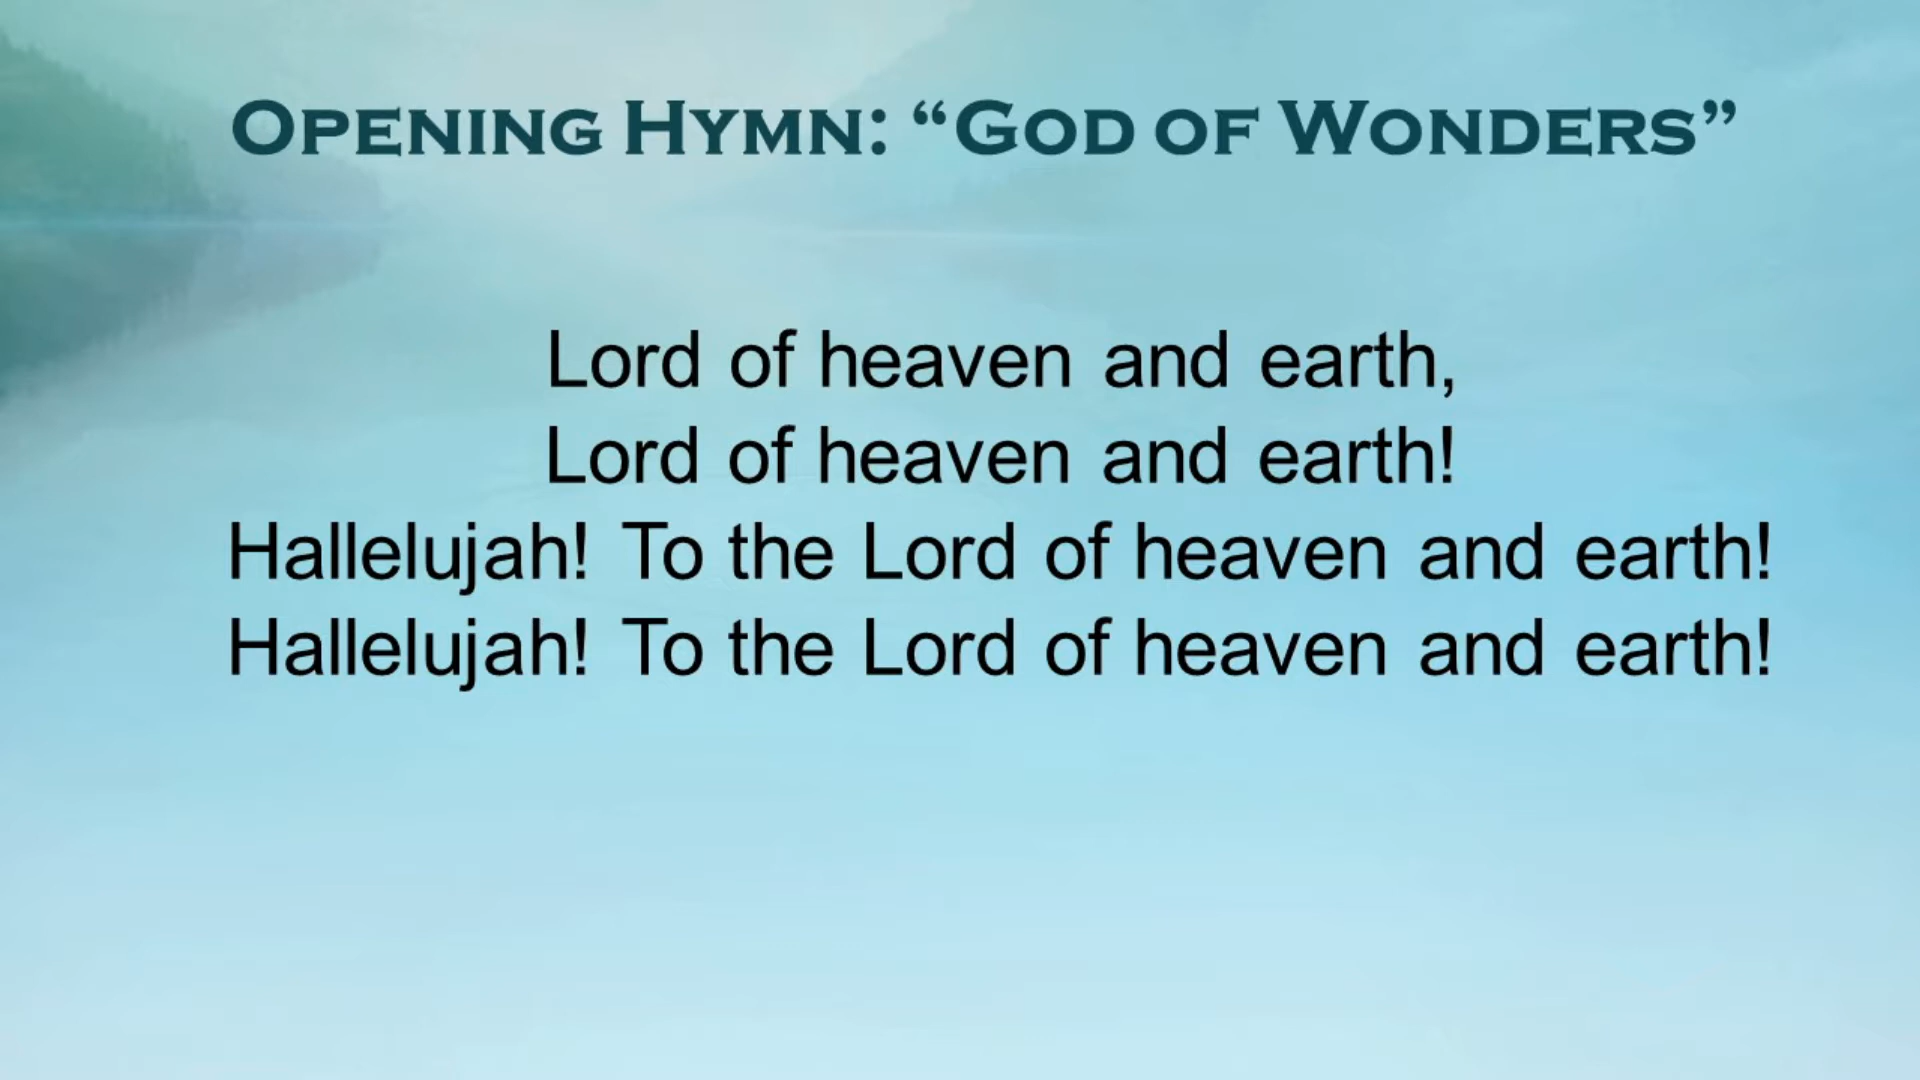 Opening Hymn: “God of Wonders”
Lord of heaven and earth,
Lord of heaven and earth!
Hallelujah! To the Lord of heaven and earth!
Hallelujah! To the Lord of heaven and earth!